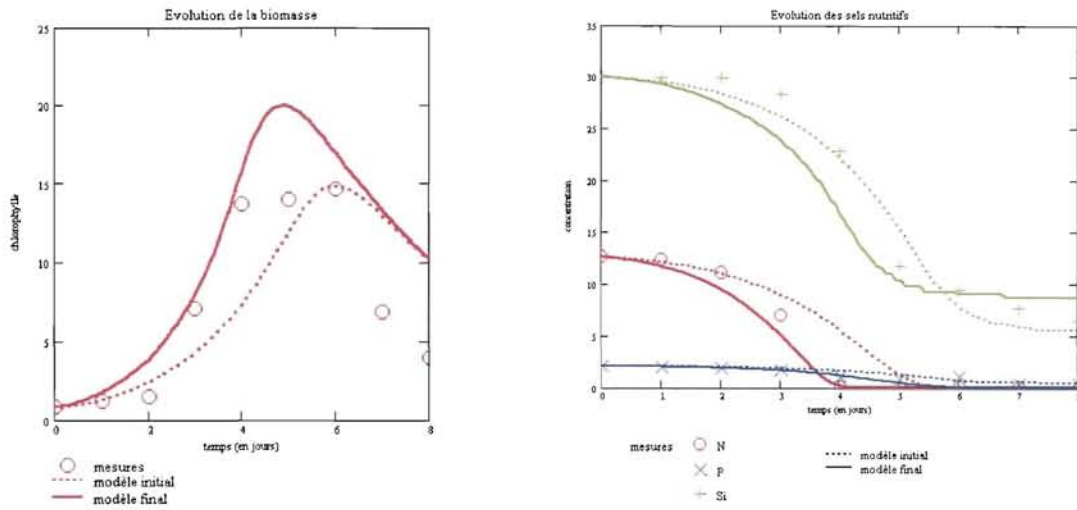 Evolution de la biomasse
25
20
15
10
5
0
chlorophylle
0 2 4 6 8
temps (en jours)
mesures
modèle initial
modèle final
Evolution des sels nutritifs
35
30
25
20
15
10
5
0
concentration
0 1 2 3 4 5 6 7
temps (en jours)
mesures
N
P
Si
modèle initial
modèle final